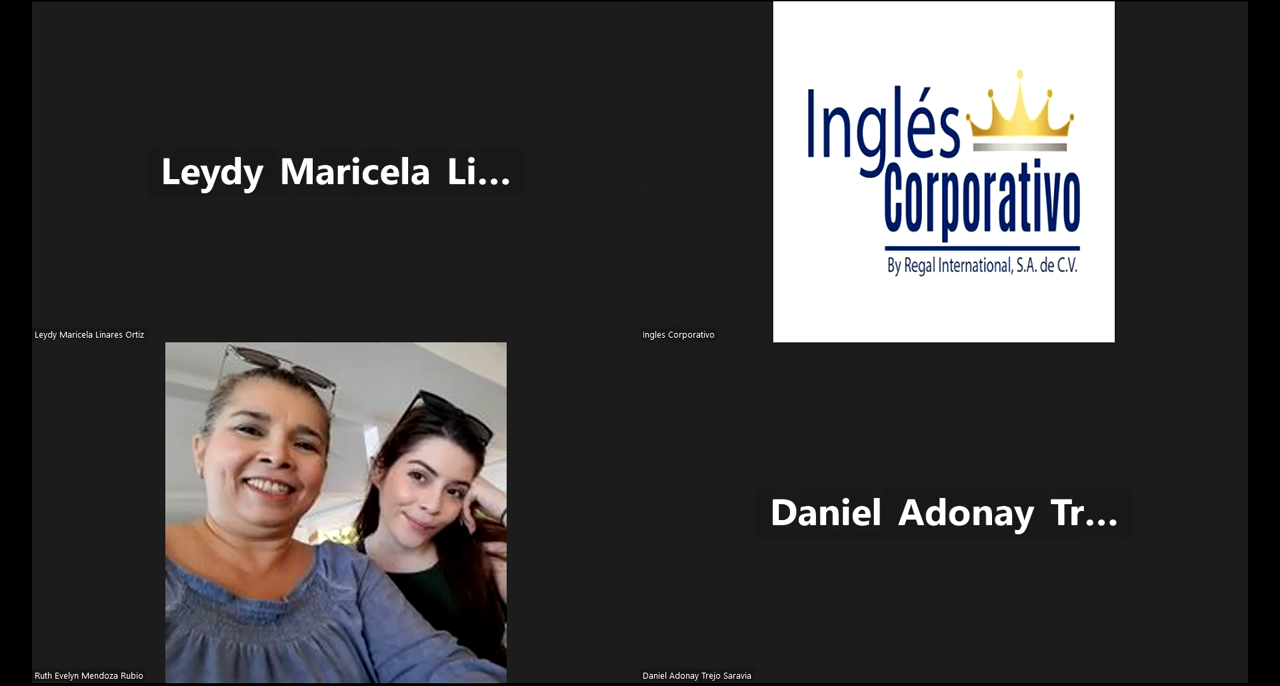 Leydy Maricela Li...
Leydy Maricela Linares Ortiz
Inglés
Corporativo
By Regal International, S.A. de C.V.
Ingles Corporativo
Ruth Evelyn Mendoza Rubio
Daniel Adonay Tr...
Daniel Adonay Trejo Saravia